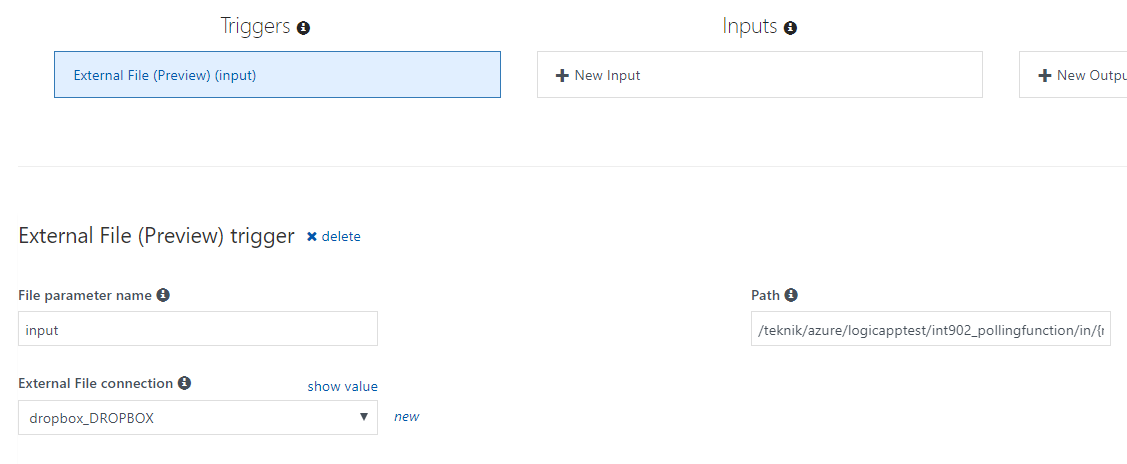 Triggers
Inputs
External File (Preview) (input)
New Input
New Outpu
External File (Preview) trigger
delete
File parameter name
Path
input
/teknik/azure/logicapptest/int902_pollingfunction/in/{
External File connection
show value
dropbox_DROPBOX
new